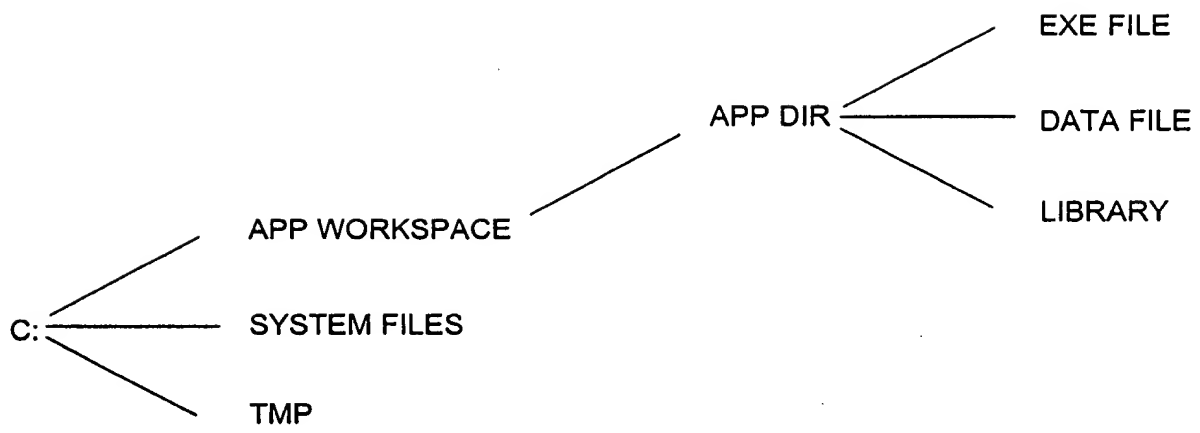 EXE FILE
APP DIR
DATA FILE
LIBRARY
APP WORKSPACE
C:
SYSTEM FILES
TMP